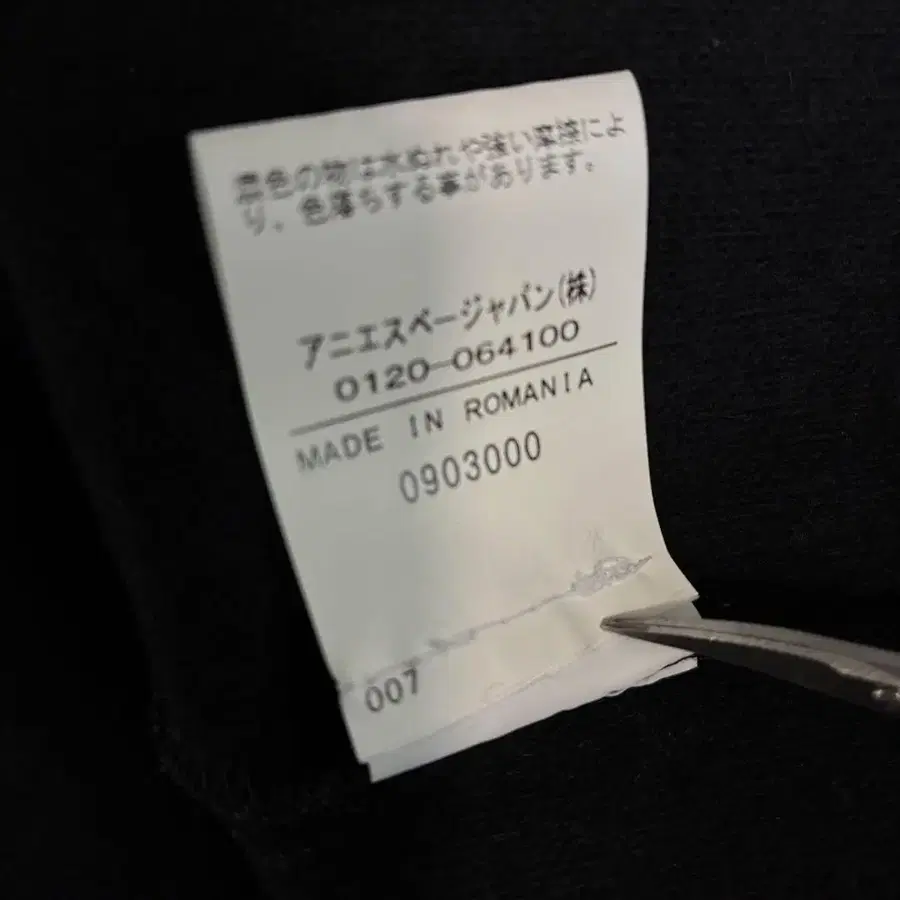 濃色の物は水ぬれや強い摩擦によ
り、色落ちする事があります。
アニエスベージャパン(株)
0120-064100
MADE IN ROMANIA
0903000
007